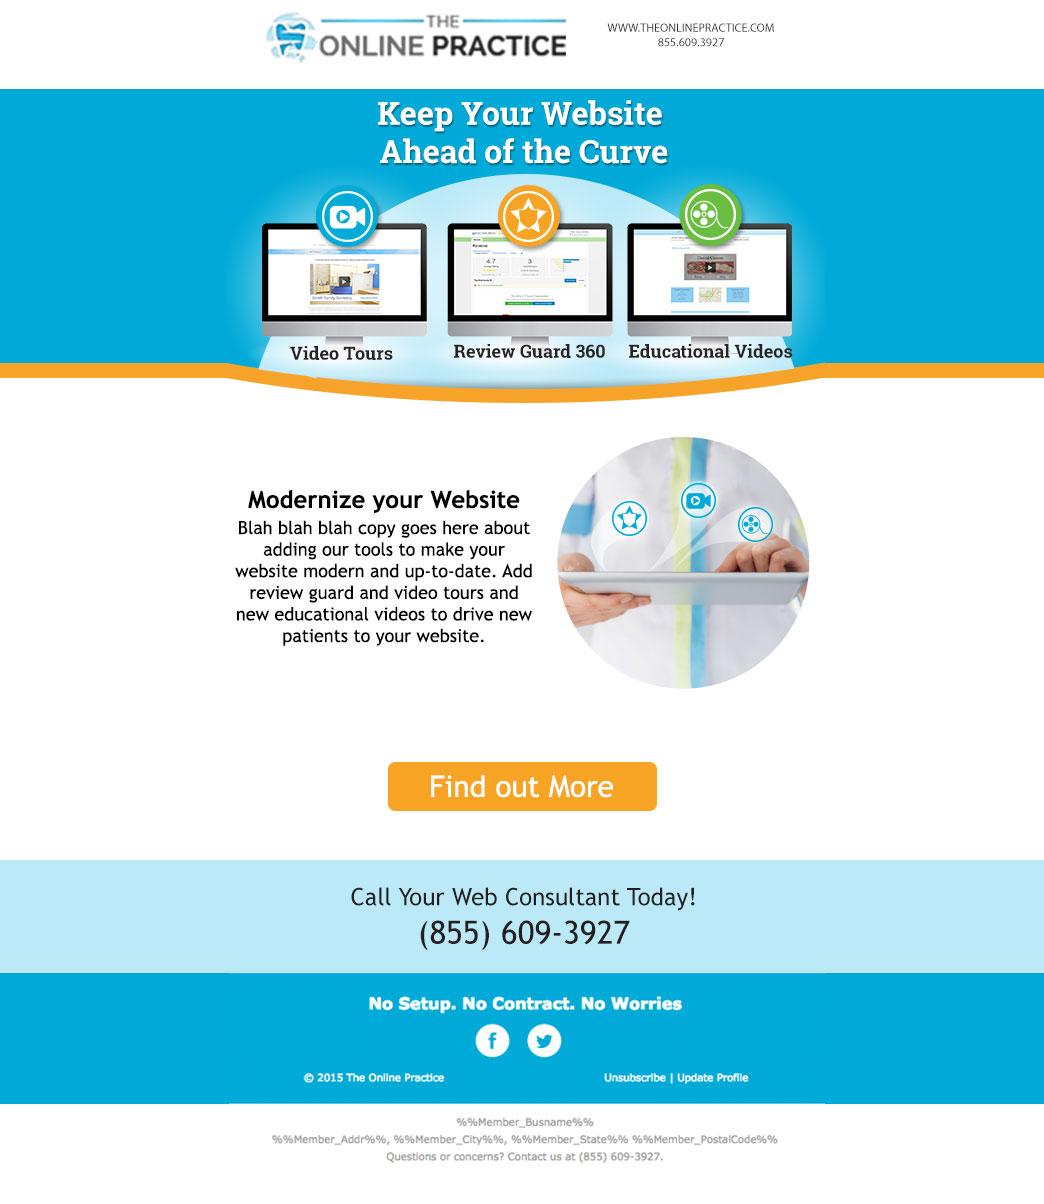 THE
ONLINE PRACTICE
WWW.THEONLINEPRACTICE.COM
855.609.3927
Keep Your Website
Ahead of the Curve
4.7
3
Video Tours
Review Guard 360
Educational Videos
Modernize your Website
Blah blah blah copy goes here about
adding our tools to make your
website modern and up-to-date. Add
review guard and video tours and
new educational videos to drive new
patients to your website.
Find out More
Call Your Web Consultant Today!
(855) 609-3927
No Setup. No Contract. No Worries
© 2015 The Online Practice
Unsubscribe | Update Profile
%%Member_Busname%%
%%Member_Addr%%, %%Member_City%%, %%Member_State%% %%Member_PostalCode%%
Questions or concerns? Contact us at (855) 609-3927.